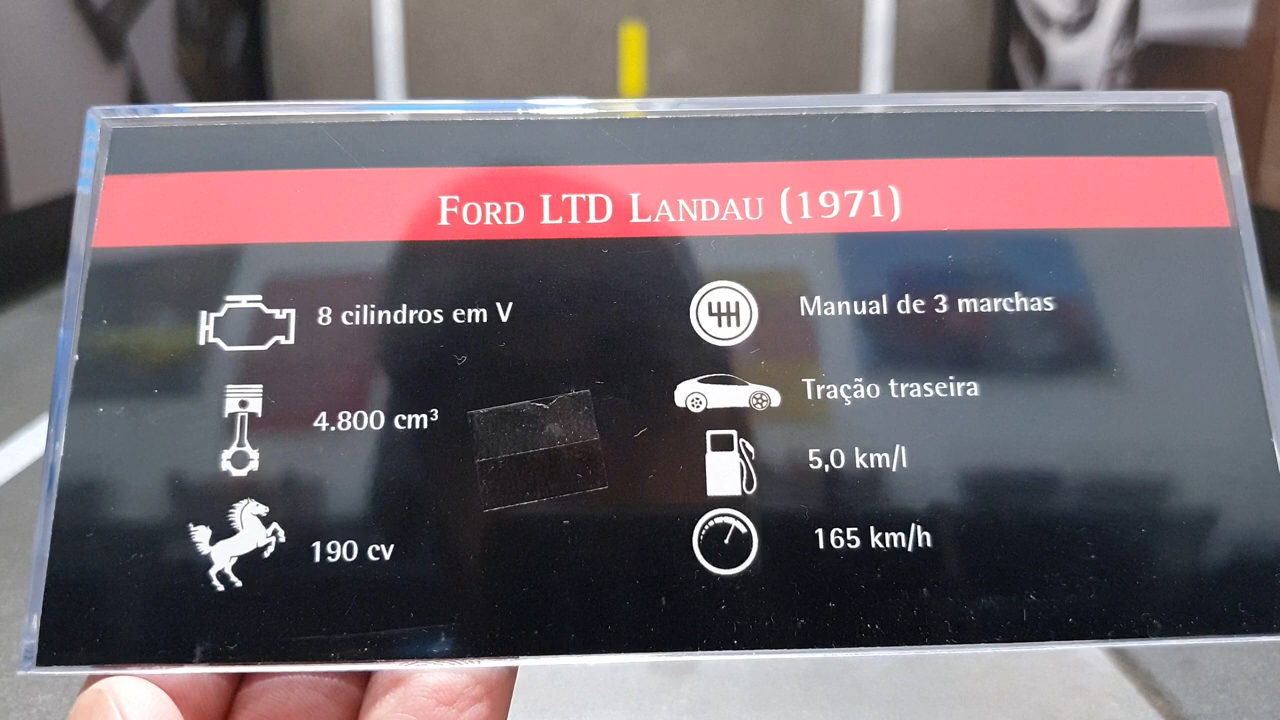 Ford LTD Landau (1971)
8 cilindros em V
4.800 cm³
190 cv
Manual de 3 marchas
Tração traseira
5,0 km/l
165 km/h